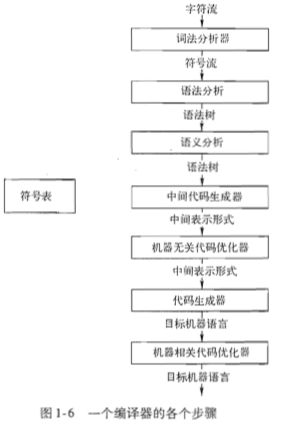 字符流
词法分析器
符号流
语法分析
语法树
语义分析
语法树
符号表
中间代码生成器
中间表示形式
机器无关代码优化器
中间表示形式
代码生成器
目标机器语言
机器相关代码优化器
目标机器语言
图1-6 一个编译器的各个步骤